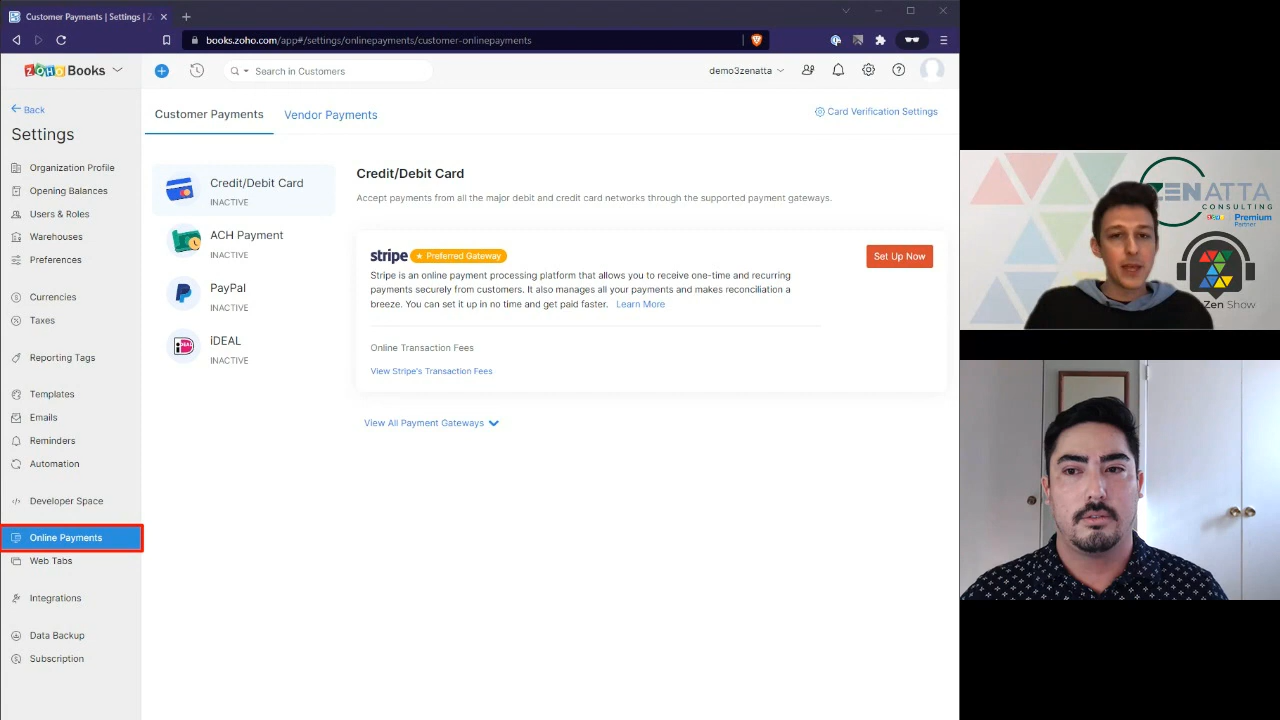 Customer Payments | Settings | Z
books.zoho.com/app#/settings/onlinepayments/customer-onlinepayments
ZOHO Books
Search in Customers
demo3zenatta
Back
Settings
Organization Profile
Opening Balances
Users & Roles
Warehouses
Preferences
Currencies
Taxes
Reporting Tags
Templates
Emails
Reminders
Automation
Developer Space
Online Payments
Web Tabs
Integrations
Data Backup
Subscription
Customer Payments
Vendor Payments
Card Verification Settings
Credit/Debit Card
INACTIVE
ACH Payment
INACTIVE
PayPal
INACTIVE
iDEAL
INACTIVE
Credit/Debit Card
Accept payments from all the major debit and credit card networks through the supported payment gateways.
stripe
Preferred Gateway
Set Up Now
Stripe is an online payment processing platform that allows you to receive one-time and recurring
payments securely from customers. It also manages all your payments and makes reconciliation a
breeze. You can set it up in no time and get paid faster. Learn More
Online Transaction Fees
View Stripe's Transaction Fees
View All Payment Gateways
ZENATTA
CONSULTING
ZOHO Premium
Partner
Zen Show